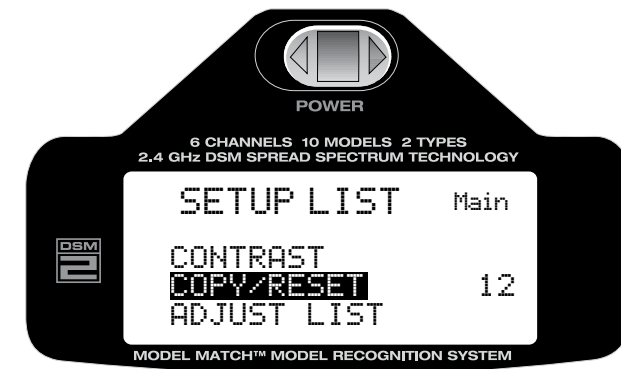 POWER
6 CHANNELS 10 MODELS 2 TYPES
2.4 GHz DSM SPREAD SPECTRUM TECHNOLOGY
SETUP LIST Main
DSM
2
CONTRAST
COPY/RESET 12
ADJUST LIST
MODEL MATCH™ MODEL RECOGNITION SYSTEM